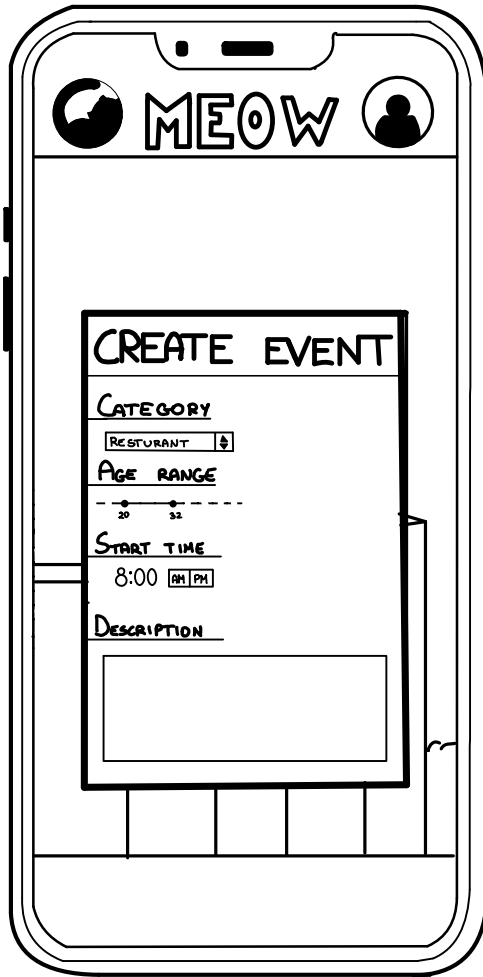 MEOW
CREATE EVENT
CATEGORY
RESTURANT
AGE RANGE
20 32
START TIME
8:00 AM PM
DESCRIPTION